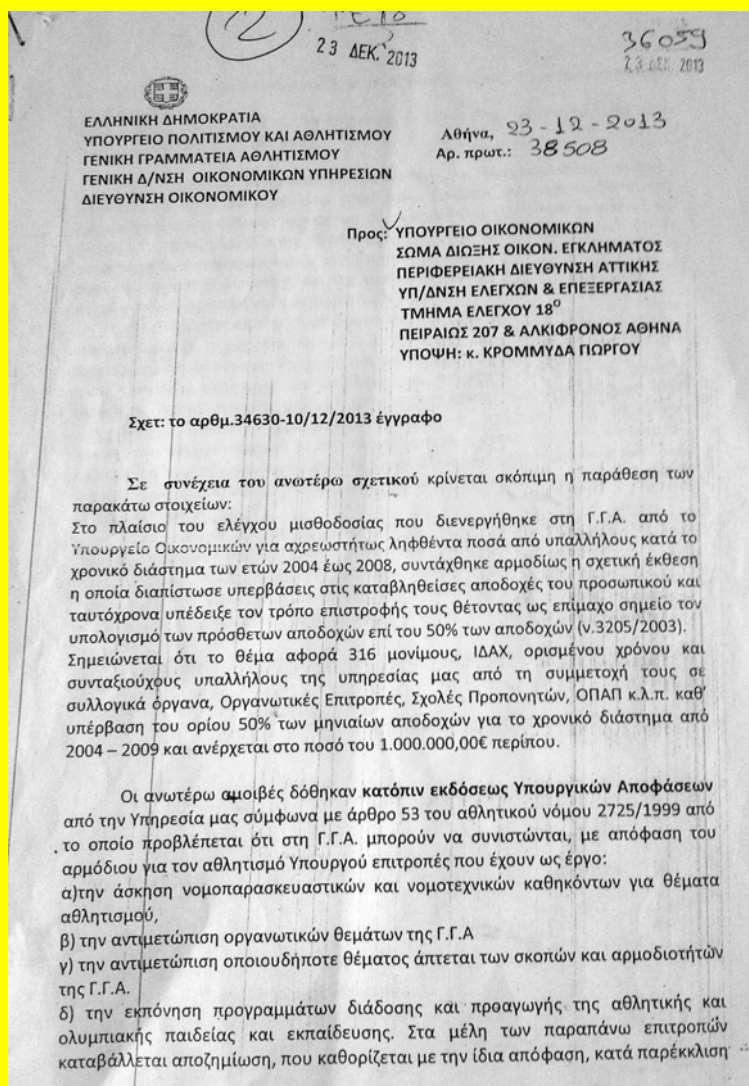 2
23 ΔΕΚ. 2013
36059
23 ΔΕΚ. 2013
ΕΛΛΗΝΙΚΗ ΔΗΜΟΚΡΑΤΙΑ
ΥΠΟΥΡΓΕΙΟ ΠΟΛΙΤΙΣΜΟΥ ΚΑΙ ΑΘΛΗΤΙΣΜΟΥ
ΓΕΝΙΚΗ ΓΡΑΜΜΑΤΕΙΑ ΑΘΛΗΤΙΣΜΟΥ
ΓΕΝΙΚΗ Δ/ΝΣΗ ΟΙΚΟΝΟΜΙΚΩΝ ΥΠΗΡΕΣΙΩΝ
ΔΙΕΥΘΥΝΣΗ ΟΙΚΟΝΟΜΙΚΟΥ
Αθήνα, 23-12-2013
Αρ. πρωτ.: 38508
Προς: ΥΠΟΥΡΓΕΙΟ ΟΙΚΟΝΟΜΙΚΩΝ
ΣΩΜΑ ΔΙΩΞΗΣ ΟΙΚΟΝ. ΕΓΚΛΗΜΑΤΟΣ
ΠΕΡΙΦΕΡΕΙΑΚΗ ΔΙΕΥΘΥΝΣΗ ΑΤΤΙΚΗΣ
ΥΠ/ΔΝΣΗ ΕΛΕΓΧΩΝ & ΕΠΕΞΕΡΓΑΣΙΑΣ
ΤΜΗΜΑ ΕΛΕΓΧΟΥ 18Ο
ΠΕΙΡΑΙΩΣ 207 & ΑΛΚΙΦΡΟΝΟΣ ΑΘΗΝΑ
ΥΠΟΨΗ: κ. ΚΡΟΜΜΥΔΑ ΓΙΩΡΓΟΥ
Σχετ: το αρθμ.34630-10/12/2013 έγγραφο
Σε συνέχεια του ανωτέρω σχετικού κρίνεται σκόπιμη η παράθεση των
παρακάτω στοιχείων:
Στο πλαίσιο του ελέγχου μισθοδοσίας που διενεργήθηκε στη Γ.Γ.Α. από το
Υπουργείο Οικονομικών για αχρεωστήτως ληφθέντα ποσά από υπαλλήλους κατά το
χρονικό διάστημα των ετών 2004 έως 2008, συντάχθηκε αρμοδίως η σχετική έκθεση
η οποία διαπίστωσε υπερβάσεις στις καταβληθείσες αποδοχές του προσωπικού και
ταυτόχρονα υπέδειξε τον τρόπο επιστροφής τους θέτοντας ως επίμαχο σημείο τον
υπολογισμό των πρόσθετων αποδοχών επί του 50% των αποδοχών (ν.3205/2003).
Σημειώνεται ότι το θέμα αφορά 316 μονίμους, ΙΔΑΧ, ορισμένου χρόνου και
συνταξιούχους υπαλλήλους της υπηρεσίας μας από τη συμμετοχή τους σε
συλλογικά όργανα, Οργανωτικές Επιτροπές, Σχολές Προπονητών, ΟΠΑΠ κ.λ.π. καθ'
υπέρβαση του ορίου 50% των μηνιαίων αποδοχών για το χρονικό διάστημα από
2004 – 2009 και ανέρχεται στο ποσό του 1.000.000,00€ περίπου.
Οι ανωτέρω αμοιβές δόθηκαν κατόπιν εκδόσεως Υπουργικών Αποφάσεων
από την Υπηρεσία μας σύμφωνα με άρθρο 53 του αθλητικού νόμου 2725/1999 από
το οποίο προβλέπεται ότι στη Γ.Γ.Α. μπορούν να συνιστώνται, με απόφαση του
αρμόδιου για τον αθλητισμό Υπουργού επιτροπές που έχουν ως έργο:
α)την άσκηση νομοπαρασκευαστικών και νομοτεχνικών καθηκόντων για θέματα
αθλητισμού,
β) την αντιμετώπιση οργανωτικών θεμάτων της Γ.Γ.Α
γ) την αντιμετώπιση οποιουδήποτε θέματος άπτεται των σκοπών και αρμοδιοτήτων
της Γ.Γ.Α.
δ) την εκπόνηση προγραμμάτων διάδοσης και προαγωγής της αθλητικής και
ολυμπιακής παιδείας και εκπαίδευσης. Στα μέλη των παραπάνω επιτροπών
καταβάλλεται αποζημίωση, που καθορίζεται με την ίδια απόφαση, κατά παρέκκλιση